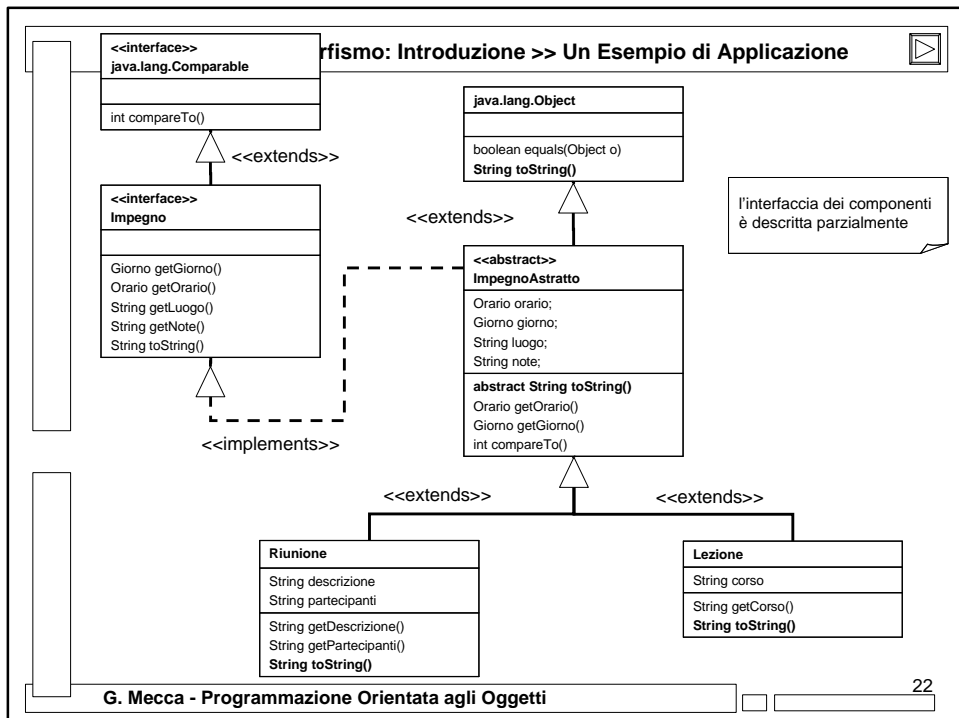 rfismo: Introduzione >> Un Esempio di Applicazione
<<interface>>
java.lang.Comparable
int compareTo()
<<extends>>
<<interface>>
Impegno
Giorno getGiorno()
Orario getOrario()
String getLuogo()
String getNote()
String toString()
<<implements>>
java.lang.Object
boolean equals(Object o)
String toString()
<<extends>>
l'interfaccia dei componenti
è descritta parzialmente
<<abstract>>
ImpegnoAstratto
Orario orario;
Giorno giorno;
String luogo;
String note;
abstract String toString()
Orario getOrario()
Giorno getGiorno()
int compareTo()
<<extends>>
<<extends>>
Riunione
String descrizione
String partecipanti
String getDescrizione()
String getPartecipanti()
String toString()
Lezione
String corso
String getCorso()
String toString()
G. Mecca - Programmazione Orientata agli Oggetti
22